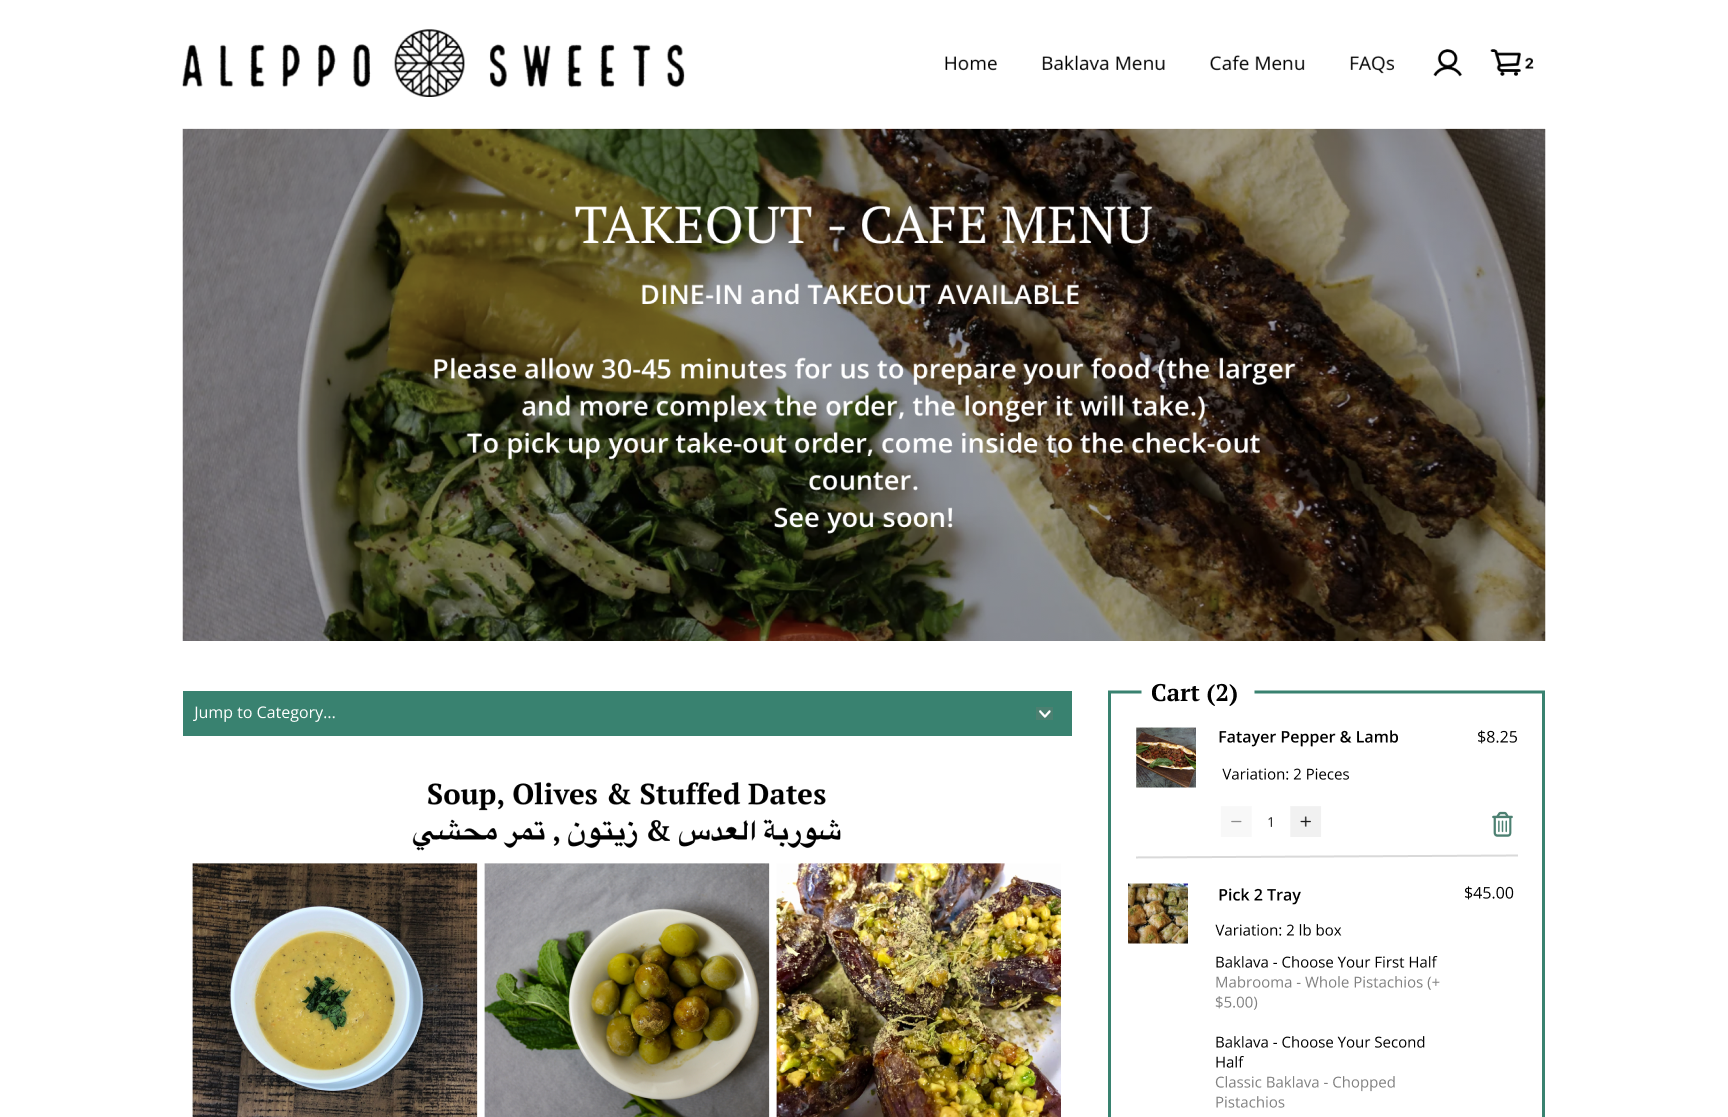 ALEPPO SWEETS
Home
Baklava Menu
Cafe Menu
FAQs
2
TAKEOUT - CAFE MENU
DINE-IN and TAKEOUT AVAILABLE
Please allow 30-45 minutes for us to prepare your food (the larger
and more complex the order, the longer it will take.)
To pick up your take-out order, come inside to the check-out
counter.
See you soon!
Jump to Category...
Soup, Olives & Stuffed Dates
شوربة العدس & زيتون , تمر محشي
Cart (2)
Fatayer Pepper & Lamb
$8.25
Variation: 2 Pieces
− 1 +
Pick 2 Tray
$45.00
Variation: 2 lb box
Baklava - Choose Your First Half
Mabrooma - Whole Pistachios (+
$5.00)
Baklava - Choose Your Second
Half
Classic Baklava - Chopped
Pistachios